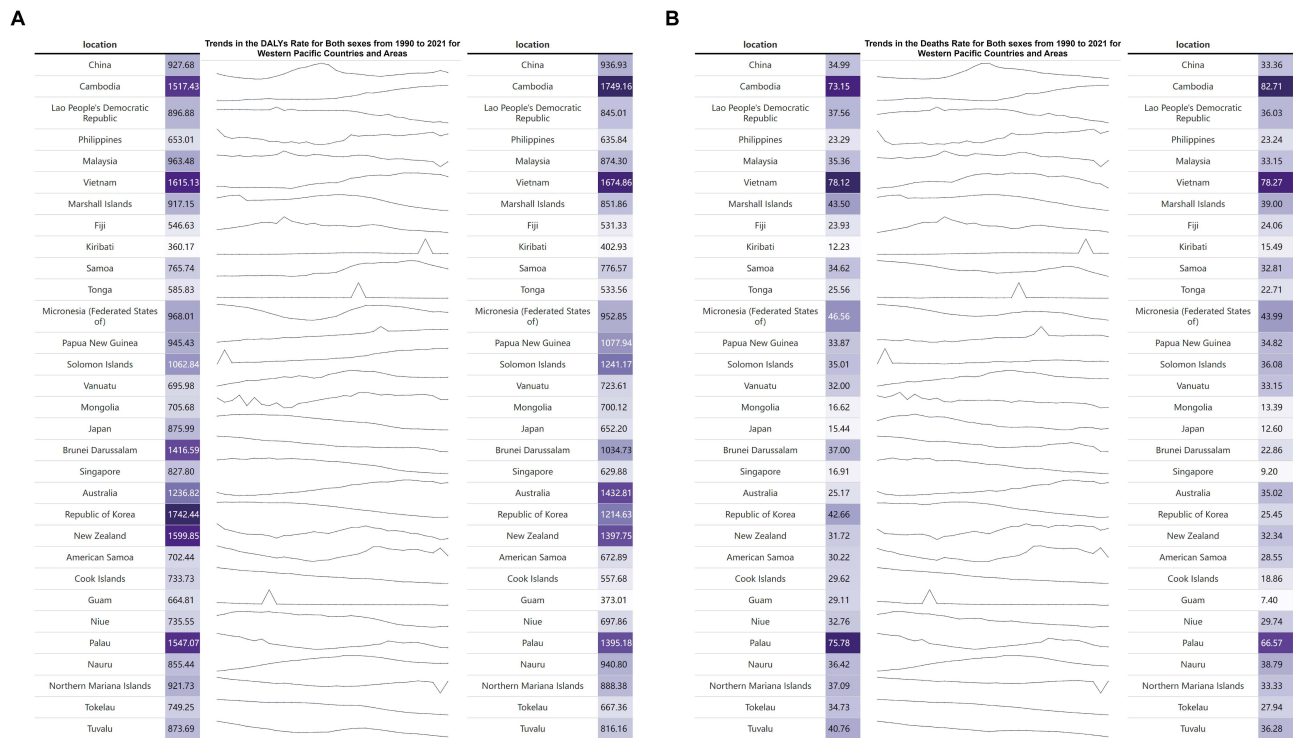 A
B
location
Trends in the DALYs Rate for Both sexes from 1990 to 2021 for
Western Pacific Countries and Areas
location
location
Trends in the Deaths Rate for Both sexes from 1990 to 2021 for
Western Pacific Countries and Areas
location
China 927.68 China 936.93 China 34.99 China 33.36
Cambodia 1517.43 Cambodia 1749.16 Cambodia 73.15 Cambodia 82.71
Lao People's Democratic
Republic 896.88 Lao People's Democratic
Republic 845.01 Lao People's Democratic
Republic 37.56 Lao People's Democratic
Republic 36.03
Philippines 653.01 Philippines 635.84 Philippines 23.29 Philippines 23.24
Malaysia 963.48 Malaysia 874.30 Malaysia 35.36 Malaysia 33.15
Vietnam 1615.13 Vietnam 1674.86 Vietnam 78.12 Vietnam 78.27
Marshall Islands 917.15 Marshall Islands 851.86 Marshall Islands 43.50 Marshall Islands 39.00
Fiji 546.63 Fiji 531.33 Fiji 23.93 Fiji 24.06
Kiribati 360.17 Kiribati 402.93 Kiribati 12.23 Kiribati 15.49
Samoa 765.74 Samoa 776.57 Samoa 34.62 Samoa 32.81
Tonga 585.83 Tonga 533.56 Tonga 25.56 Tonga 22.71
Micronesia (Federated States
of) 968.01 Micronesia (Federated States
of) 952.85 Micronesia (Federated States
of) 46.56 Micronesia (Federated States
of) 43.99
Papua New Guinea 945.43 Papua New Guinea 1077.94 Papua New Guinea 33.87 Papua New Guinea 34.82
Solomon Islands 1062.84 Solomon Islands 1241.17 Solomon Islands 35.01 Solomon Islands 36.08
Vanuatu 695.98 Vanuatu 723.61 Vanuatu 32.00 Vanuatu 33.15
Mongolia 705.68 Mongolia 700.12 Mongolia 16.62 Mongolia 13.39
Japan 875.99 Japan 652.20 Japan 15.44 Japan 12.60
Brunei Darussalam 1416.59 Brunei Darussalam 1034.73 Brunei Darussalam 37.00 Brunei Darussalam 22.86
Singapore 827.80 Singapore 629.88 Singapore 16.91 Singapore 9.20
Australia 1236.82 Australia 1432.81 Australia 25.17 Australia 35.02
Republic of Korea 1742.44 Republic of Korea 1214.63 Republic of Korea 42.66 Republic of Korea 25.45
New Zealand 1599.85 New Zealand 1397.75 New Zealand 31.72 New Zealand 32.34
American Samoa 702.44 American Samoa 672.89 American Samoa 30.22 American Samoa 28.55
Cook Islands 733.73 Cook Islands 557.68 Cook Islands 29.62 Cook Islands 18.86
Guam 664.81 Guam 373.01 Guam 29.11 Guam 7.40
Niue 735.55 Niue 697.86 Niue 32.76 Niue 29.74
Palau 1547.07 Palau 1395.18 Palau 75.78 Palau 66.57
Nauru 855.44 Nauru 940.80 Nauru 36.42 Nauru 38.79
Northern Mariana Islands 921.73 Northern Mariana Islands 888.38 Northern Mariana Islands 37.09 Northern Mariana Islands 33.33
Tokelau 749.25 Tokelau 667.36 Tokelau 34.73 Tokelau 27.94
Tuvalu 873.69 Tuvalu 816.16 Tuvalu 40.76 Tuvalu 36.28